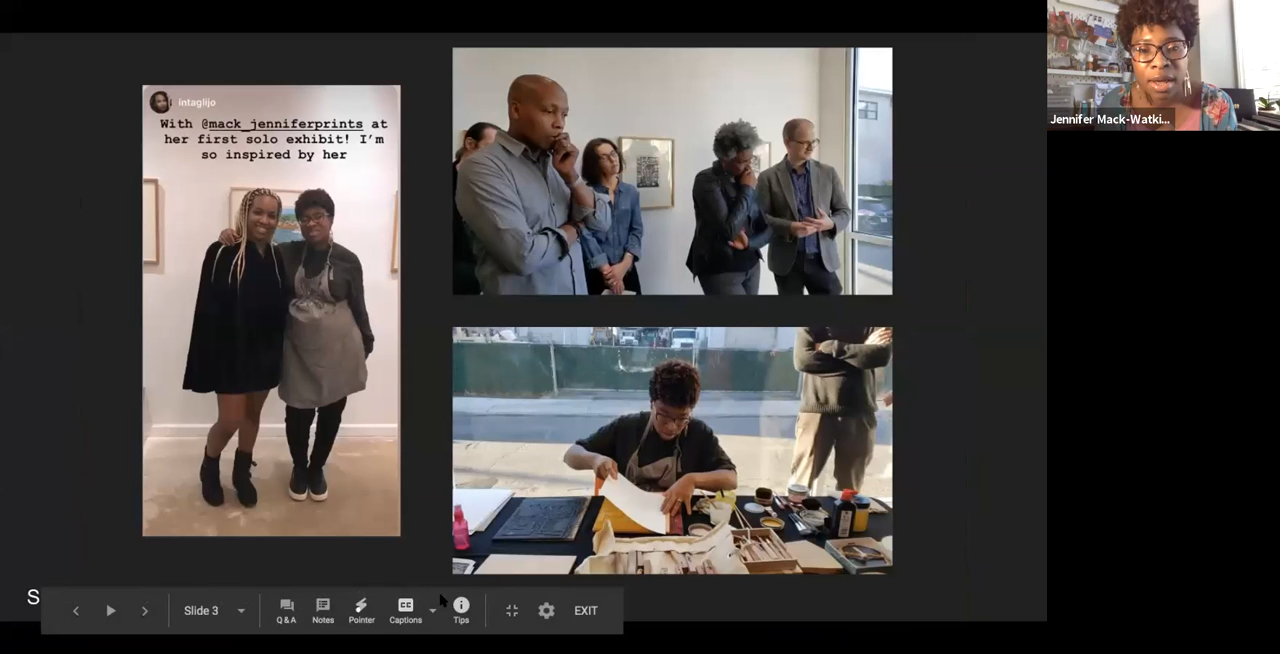 intaglijo
With @mack_jenniferprints at
her first solo exhibit! I'm
so inspired by her
Jennifer Mack-Watki...
S
Slide 3
Q & A
Notes
Pointer
Captions
Tips
EXIT